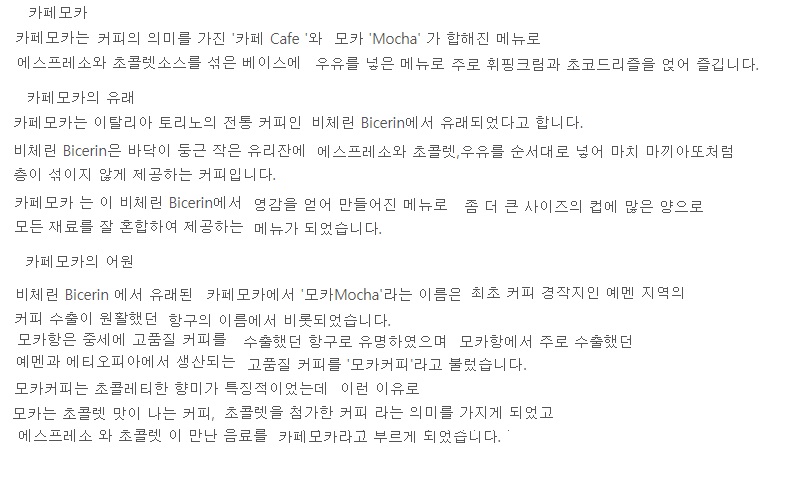 카페모카
카페모카는 커피의 의미를 가진 '카페 Cafe '와 모카 'Mocha' 가 합해진 메뉴로
에스프레소와 초콜렛소스를 섞은 베이스에 우유를 넣은 메뉴로 주로 휘핑크림과 초코드리즐을 얹어 즐깁니다.
카페모카의 유래
카페모카는 이탈리아 토리노의 전통 커피인 비체린 Bicerin에서 유래되었다고 합니다.
비체린 Bicerin은 바닥이 둥근 작은 유리잔에 에스프레소와 초콜렛,우유를 순서대로 넣어 마치 마끼아또처럼
층이 섞이지 않게 제공하는 커피입니다.
카페모카 는 이 비체린 Bicerin에서 영감을 얻어 만들어진 메뉴로 좀 더 큰 사이즈의 컵에 많은 양으로
모든 재료를 잘 혼합하여 제공하는 메뉴가 되었습니다.
카페모카의 어원
비체린 Bicerin 에서 유래된 카페모카에서 '모카Mocha'라는 이름은 최초 커피 경작지인 예멘 지역의
커피 수출이 원활했던 항구의 이름에서 비롯되었습니다.
모카항은 중세에 고품질 커피를 수출했던 항구로 유명하였으며 모카항에서 주로 수출했던
예멘과 에티오피아에서 생산되는 고품질 커피를 '모카커피'라고 불렀습니다.
모카커피는 초콜레티한 향미가 특징적이었는데 이런 이유로
모카는 초콜렛 맛이 나는 커피, 초콜렛을 첨가한 커피 라는 의미를 가지게 되었고
에스프레소 와 초콜렛 이 만난 음료를 카페모카라고 부르게 되었습니다.